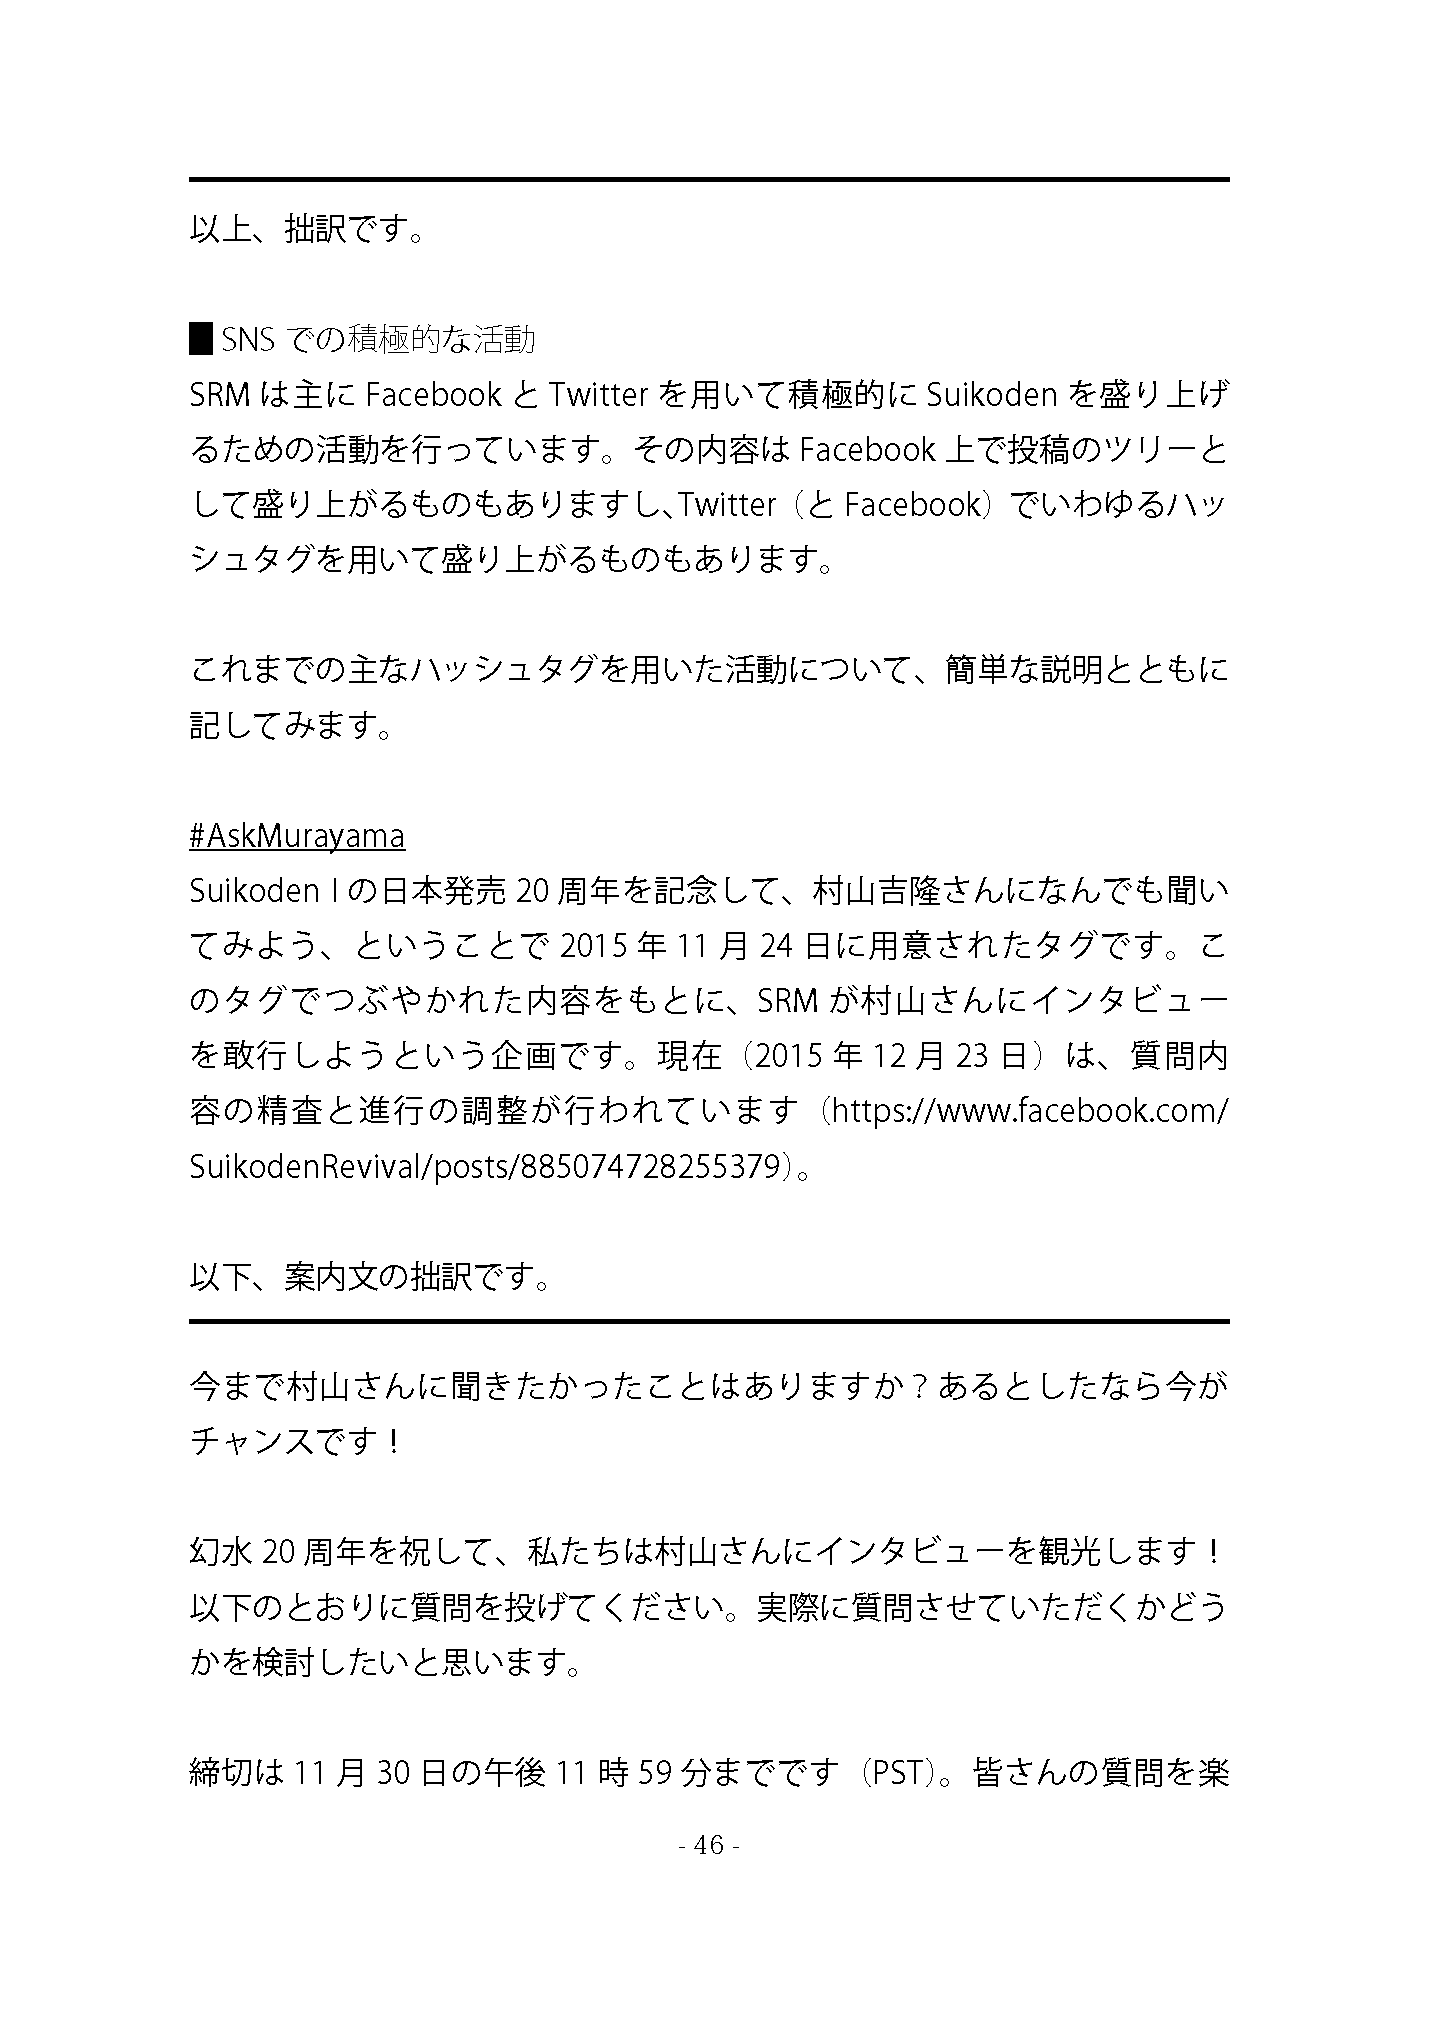 以上、拙訳です。
■ SNS での積極的な活動
SRM は主に Facebook と Twitter を用いて積極的に Suikoden を盛り上げ
るための活動を行っています。その内容は Facebook 上で投稿のツリーと
して盛り上がるものもありますし、Twitter（と Facebook）でいわゆるハッ
シュタグを用いて盛り上がるものもあります。
これまでの主なハッシュタグを用いた活動について、簡単な説明とともに
記してみます。
#AskMurayama
Suikoden I の日本発売 20 周年を記念して、村山吉隆さんになんでも聞い
てみよう、ということで 2015 年 11 月 24 日に用意されたタグです。こ
のタグでつぶやかれた内容をもとに、SRM が村山さんにインタビュー
を敢行しようという企画です。現在（2015 年 12 月 23 日）は、質問内
容の精査と進行の調整が行われています（https://www.facebook.com/
SuikodenRevival/posts/885074728255379）。
以下、案内文の拙訳です。
今まで村山さんに聞きたかったことはありますか？あるとしたなら今が
チャンスです！
幻水 20 周年を祝して、私たちは村山さんにインタビューを観光します！
以下のとおりに質問を投げてください。実際に質問させていただくかどう
かを検討したいと思います。
締切は 11 月 30 日の午後 11 時 59 分までです（PST）。皆さんの質問を楽
- 46 -